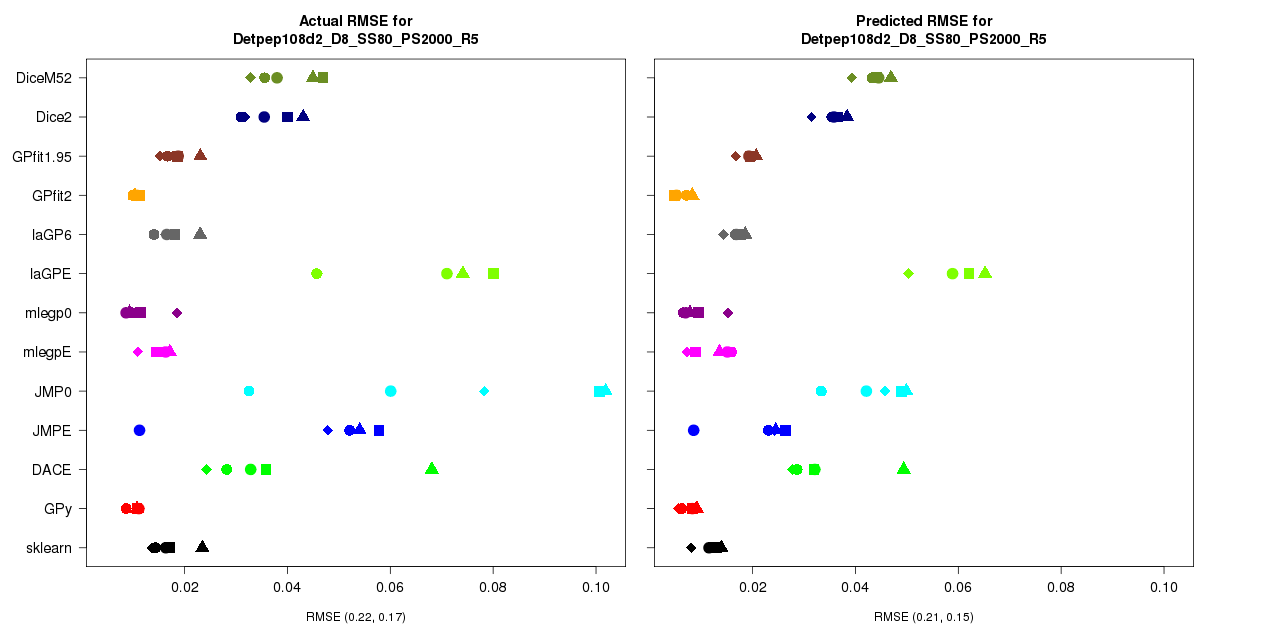 Actual RMSE for
Detpep108d2_D8_SS80_PS2000_R5
Predicted RMSE for
Detpep108d2_D8_SS80_PS2000_R5
DiceM52
Dice2
GPfit1.95
GPfit2
laGP6
laGPE
mlegp0
mlegpE
JMP0
JMPE
DACE
GPy
sklearn
0.02 0.04 0.06 0.08 0.10
RMSE (0.22, 0.17)
0.02 0.04 0.06 0.08 0.10
RMSE (0.21, 0.15)